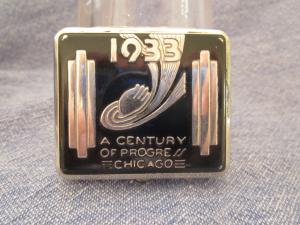 1933
A CENTURY
OF PROGRESS
CHICAGO